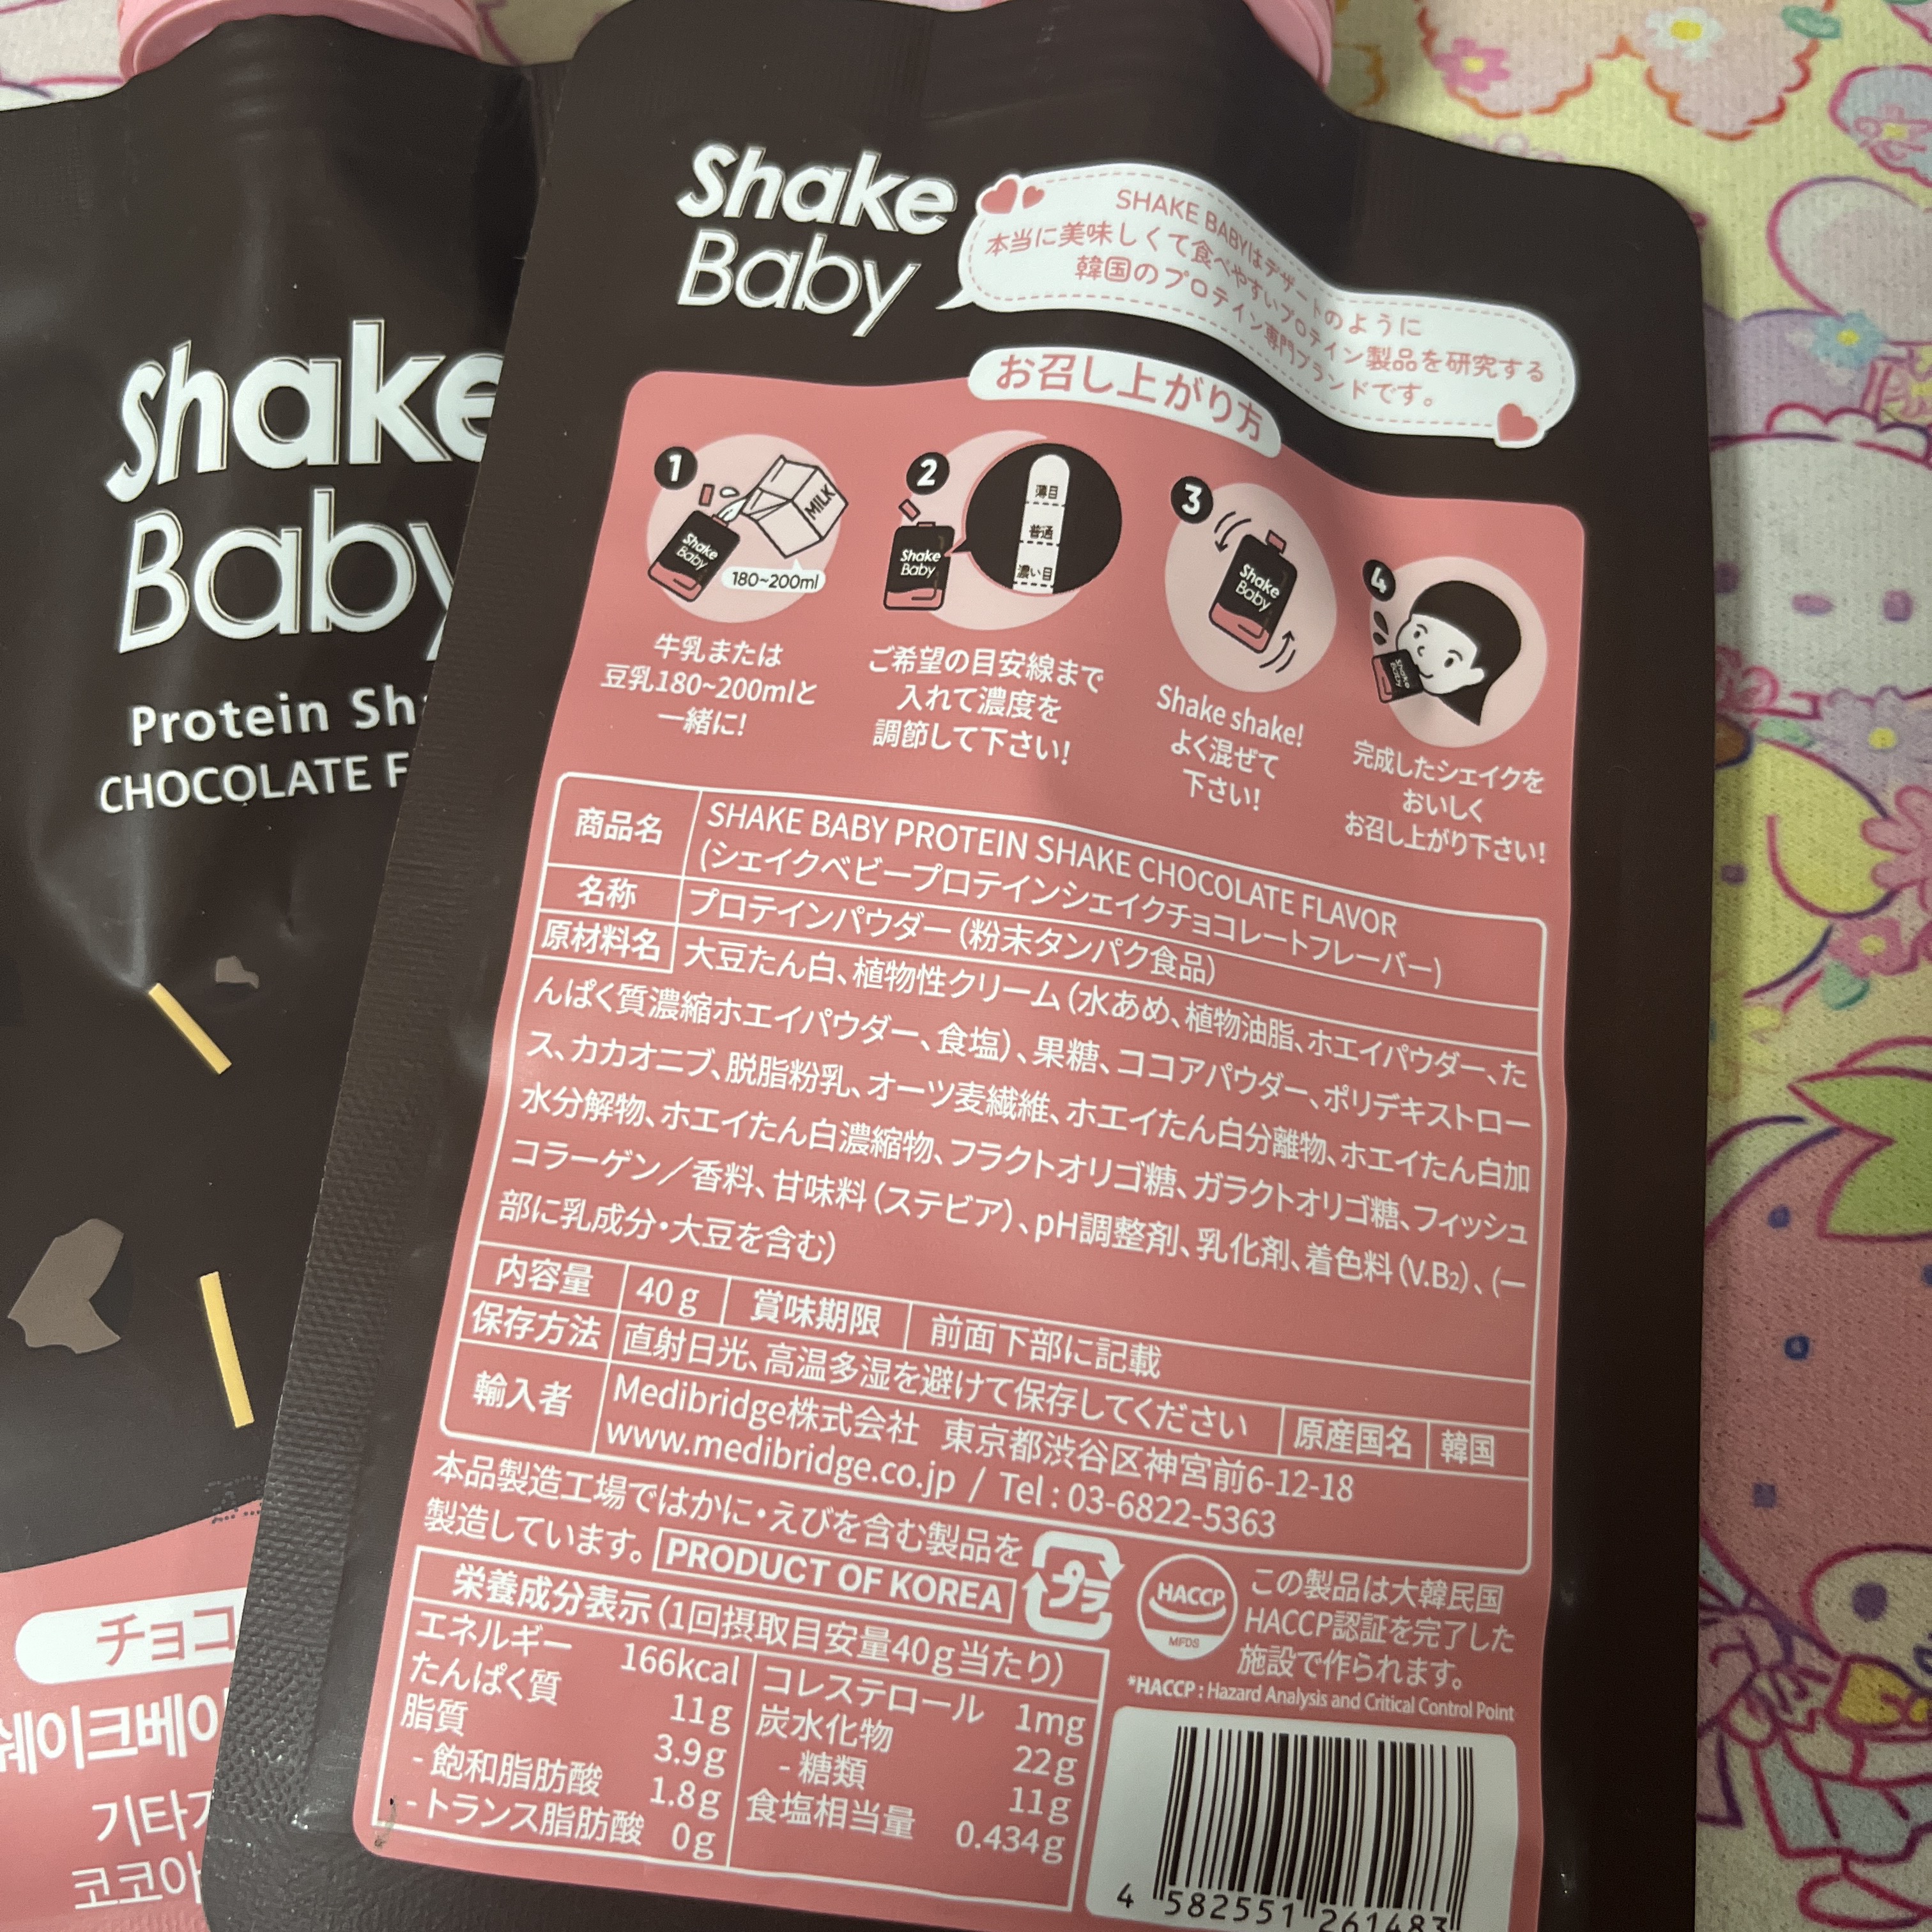 Shake
Baby
Protein
CHOCOLATE
チョコ
쉐이크베이
기타
코코아
Shake
Baby
SHAKE BABYはデザートのように
本当に美味しくて食べやすいプロテイン製品を研究する
韓国のプロテイン専門ブランドです。
お召し上がり方
1
MILK
Shake
Baby
180~200ml
牛乳または
豆乳180~200mlと
一緒に!
2
Shake
Baby
薄目
普通
濃い目
ご希望の目安線まで
入れて濃度を
調節して下さい!
3
Shake
Baby
Shake shake!
よく混ぜて
下さい!
4
Shake
Baby
完成したシェイクを
おいしく
お召し上がり下さい!
商品名 SHAKE BABY PROTEIN SHAKE CHOCOLATE FLAVOR
(シェイクベビープロテインシェイクチョコレートフレーバー)
名称 プロテインパウダー(粉末タンパク食品)
原材料名 大豆たん白、植物性クリーム(水あめ、植物油脂、ホエイパウダー、た
んぱく質濃縮ホエイパウダー、食塩)、果糖、ココアパウダー、ポリデキストロー
ス、カカオニブ、脱脂粉乳、オーツ麦繊維、ホエイたん白分離物、ホエイたん白加
水分解物、ホエイたん白濃縮物、フラクトオリゴ糖、ガラクトオリゴ糖、フィッシュ
コラーゲン／香料、甘味料(ステビア)、pH調整剤、乳化剤、着色料(V.B2)、(一
部に乳成分・大豆を含む)
内容量 40g 賞味期限 前面下部に記載
保存方法 直射日光、高温多湿を避けて保存してください 原産国名 韓国
輸入者 Medibridge株式会社 東京都渋谷区神宮前6-12-18
www.medibridge.co.jp / Tel : 03-6822-5363
本品製造工場ではかに・えびを含む製品を
製造しています。 PRODUCT OF KOREA
プラ
HACCP
MFDS
この製品は大韓民国
HACCP認証を完了した
施設で作られます。
*HACCP : Hazard Analysis and Critical Control Point
栄養成分表示(1回摂取目安量40g当たり)
エネルギー 166kcal
たんぱく質 11g
脂質 3.9g
- 飽和脂肪酸 1.8g
- トランス脂肪酸 0g
コレステロール 1mg
炭水化物 22g
- 糖類 11g
食塩相当量 0.434g
4 582551 261483